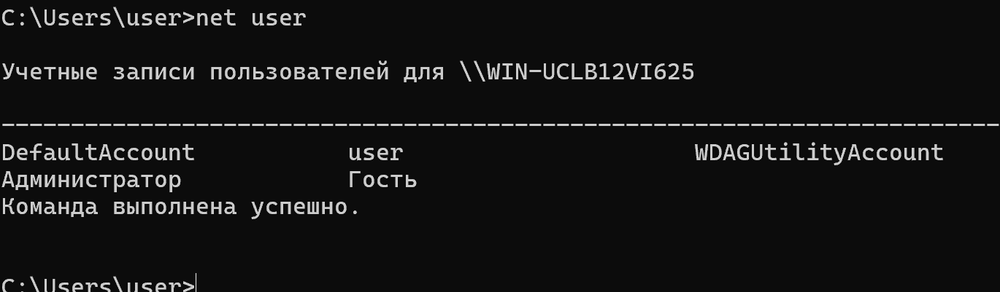 C:\Users\user>net user
Учетные записи пользователей для \\WIN-UCLB12VI625
-------------------------------------------------------------------------
DefaultAccount           user                     WDAGUtilityAccount
Администратор            Гость
Команда выполнена успешно.
C:\Users\user>